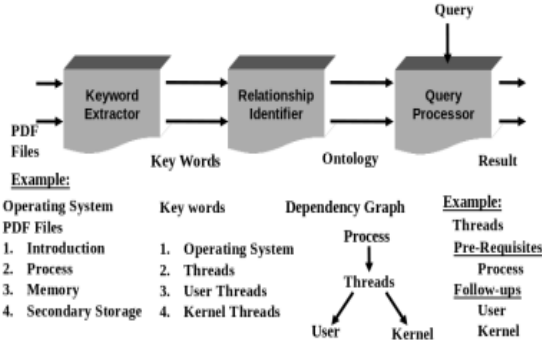 Query
Keyword
Extractor
Relationship
Identifier
Query
Processor
PDF
Files
Key Words
Ontology
Result
Example:
Operating System
PDF Files
1. Introduction
2. Process
3. Memory
4. Secondary Storage
Key words
1. Operating System
2. Threads
3. User Threads
4. Kernel Threads
Dependency Graph
Process
Threads
User
Kernel
Example:
Threads
Pre-Requisites
Process
Follow-ups
User
Kernel